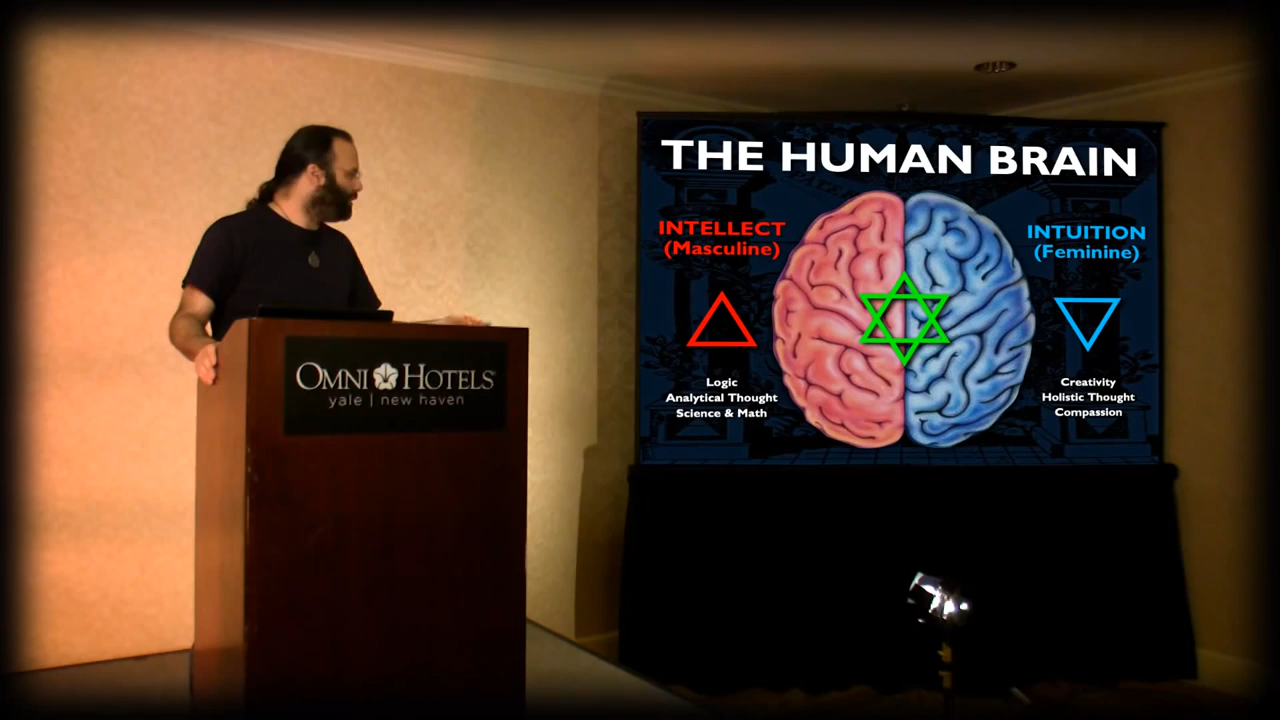 OMNI HOTELS
yale | new haven
THE HUMAN BRAIN
INTELLECT
(Masculine)
Logic
Analytical Thought
Science & Math
INTUITION
(Feminine)
Creativity
Holistic Thought
Compassion